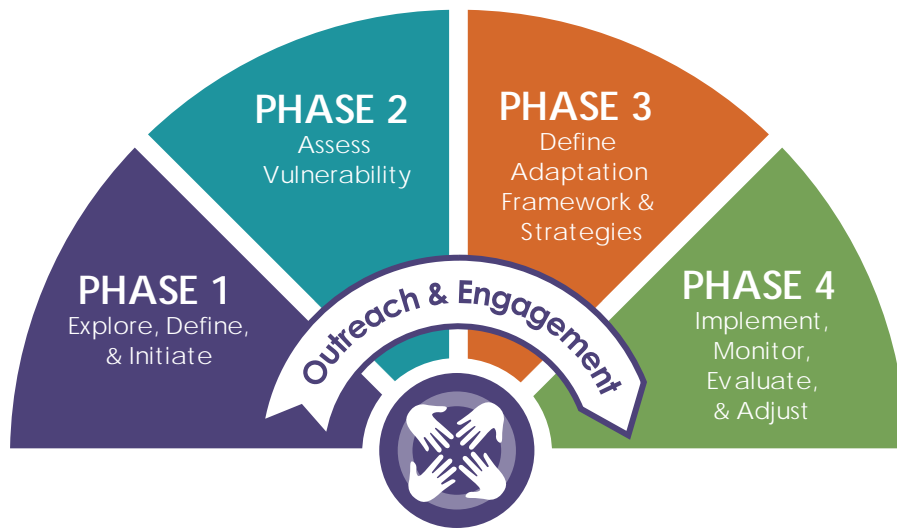 PHASE 1
Explore, Define,
& Initiate
PHASE 2
Assess
Vulnerability
PHASE 3
Define
Adaptation
Framework &
Strategies
PHASE 4
Implement,
Monitor,
Evaluate,
& Adjust
Outreach & Engagement